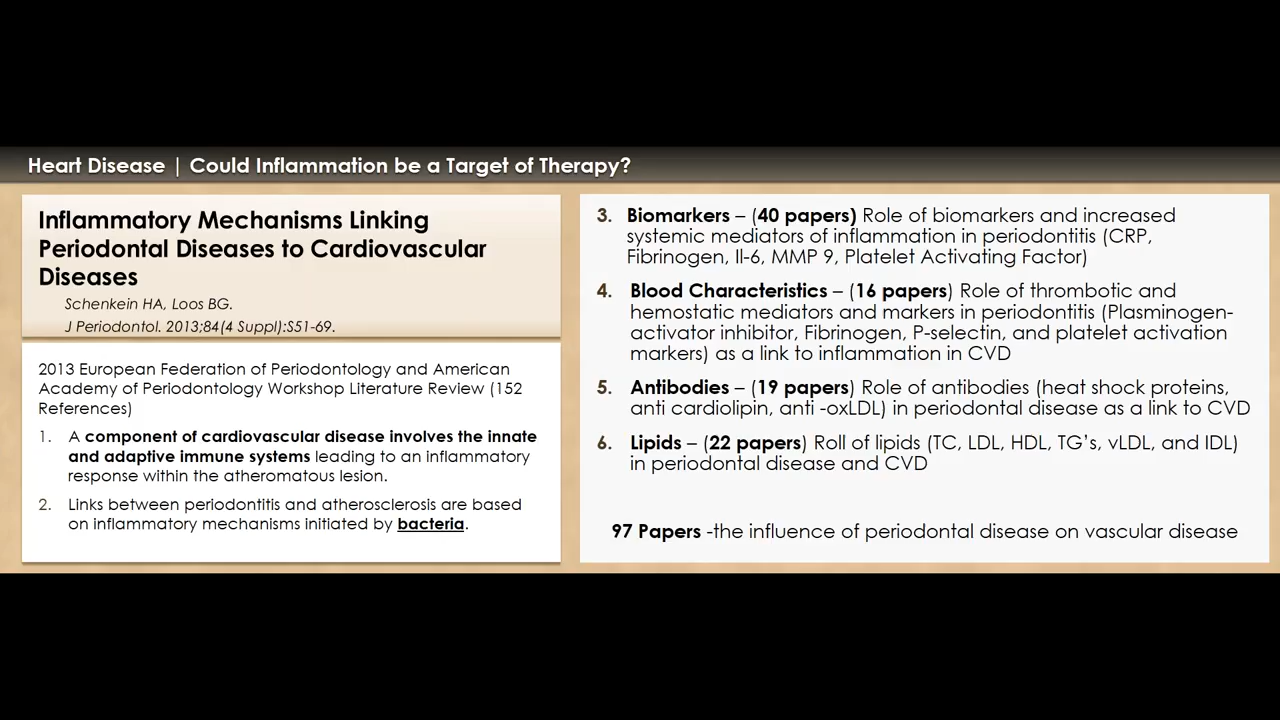 Heart Disease | Could Inflammation be a Target of Therapy?
Inflammatory Mechanisms Linking
Periodontal Diseases to Cardiovascular
Diseases
Schenkein HA, Loos BG.
J Periodontol. 2013;84(4 Suppl):S51-69.
2013 European Federation of Periodontology and American
Academy of Periodontology Workshop Literature Review (152
References)
1. A component of cardiovascular disease involves the innate
and adaptive immune systems leading to an inflammatory
response within the atheromatous lesion.
2. Links between periodontitis and atherosclerosis are based
on inflammatory mechanisms initiated by bacteria.
3. Biomarkers – (40 papers) Role of biomarkers and increased
systemic mediators of inflammation in periodontitis (CRP,
Fibrinogen, Il-6, MMP 9, Platelet Activating Factor)
4. Blood Characteristics – (16 papers) Role of thrombotic and
hemostatic mediators and markers in periodontitis (Plasminogen-
activator inhibitor, Fibrinogen, P-selectin, and platelet activation
markers) as a link to inflammation in CVD
5. Antibodies – (19 papers) Role of antibodies (heat shock proteins,
anti cardiolipin, anti -oxLDL) in periodontal disease as a link to CVD
6. Lipids – (22 papers) Roll of lipids (TC, LDL, HDL, TG's, vLDL, and IDL)
in periodontal disease and CVD
97 Papers -the influence of periodontal disease on vascular disease